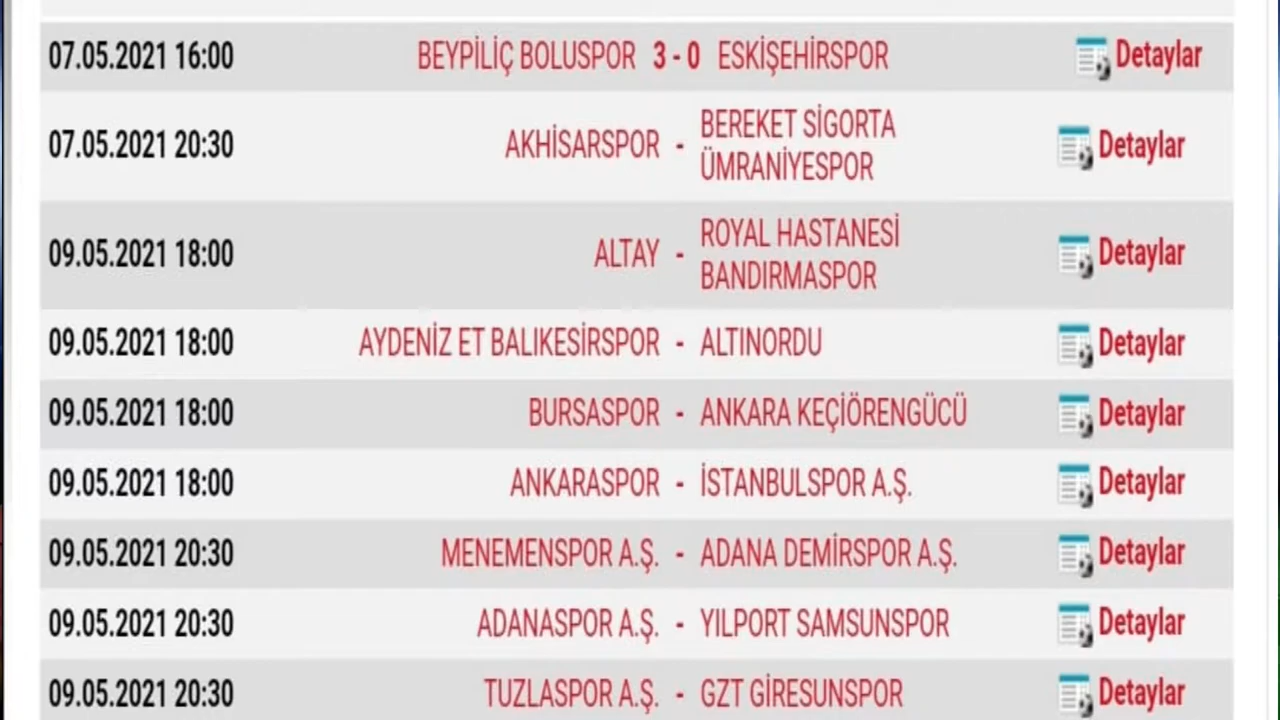 07.05.2021 16:00 BEYPİLİÇ BOLUSPOR 3 - 0 ESKİŞEHİRSPOR Detaylar
07.05.2021 20:30 AKHİSARSPOR - BEREKET SİGORTA ÜMRANİYESPOR Detaylar
09.05.2021 18:00 ALTAY - ROYAL HASTANESİ BANDIRMASPOR Detaylar
09.05.2021 18:00 AYDENİZ ET BALIKESİRSPOR - ALTINORDU Detaylar
09.05.2021 18:00 BURSASPOR - ANKARA KEÇİÖRENGÜCÜ Detaylar
09.05.2021 18:00 ANKARASPOR - İSTANBULSPOR A.Ş. Detaylar
09.05.2021 20:30 MENEMENSPOR A.Ş. - ADANA DEMİRSPOR A.Ş. Detaylar
09.05.2021 20:30 ADANASPOR A.Ş. - YILPORT SAMSUNSPOR Detaylar
09.05.2021 20:30 TUZLASPOR A.Ş. - GZT GİRESUNSPOR Detaylar